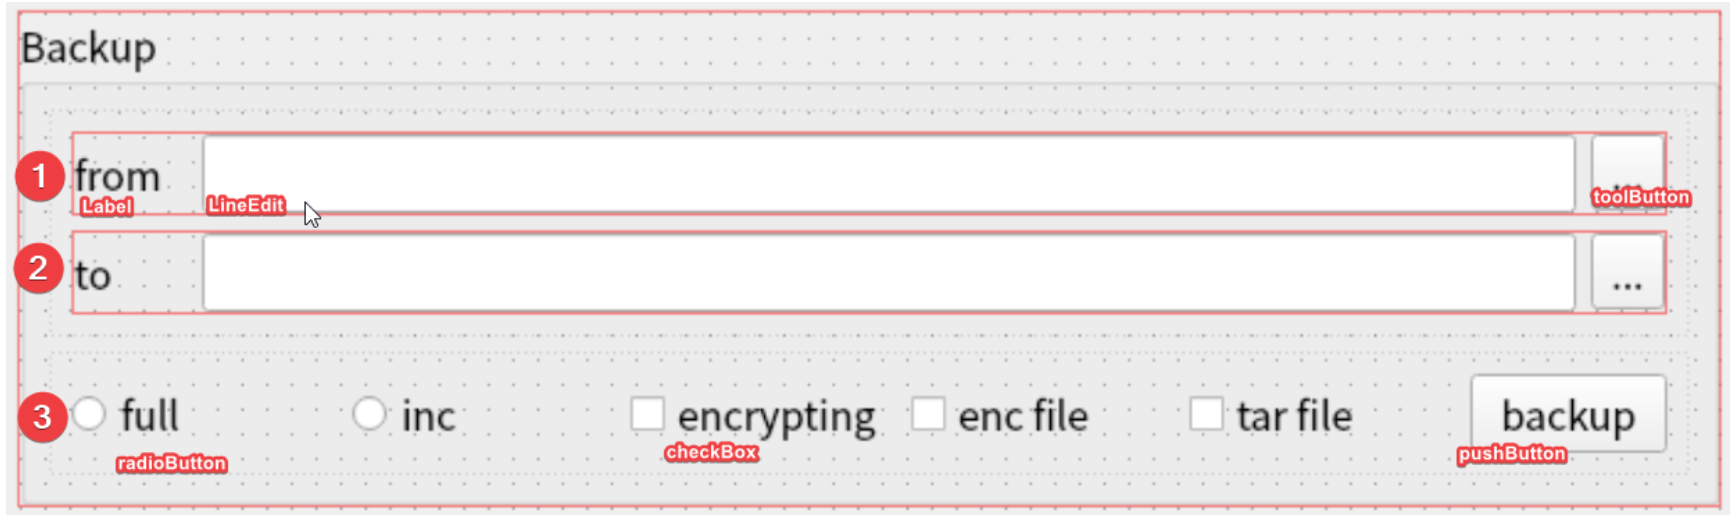 Backup
1 from ...
Label LineEdit toolButton
2 to ...
3 full inc encrypting enc file tar file backup
radioButton checkBox pushButton